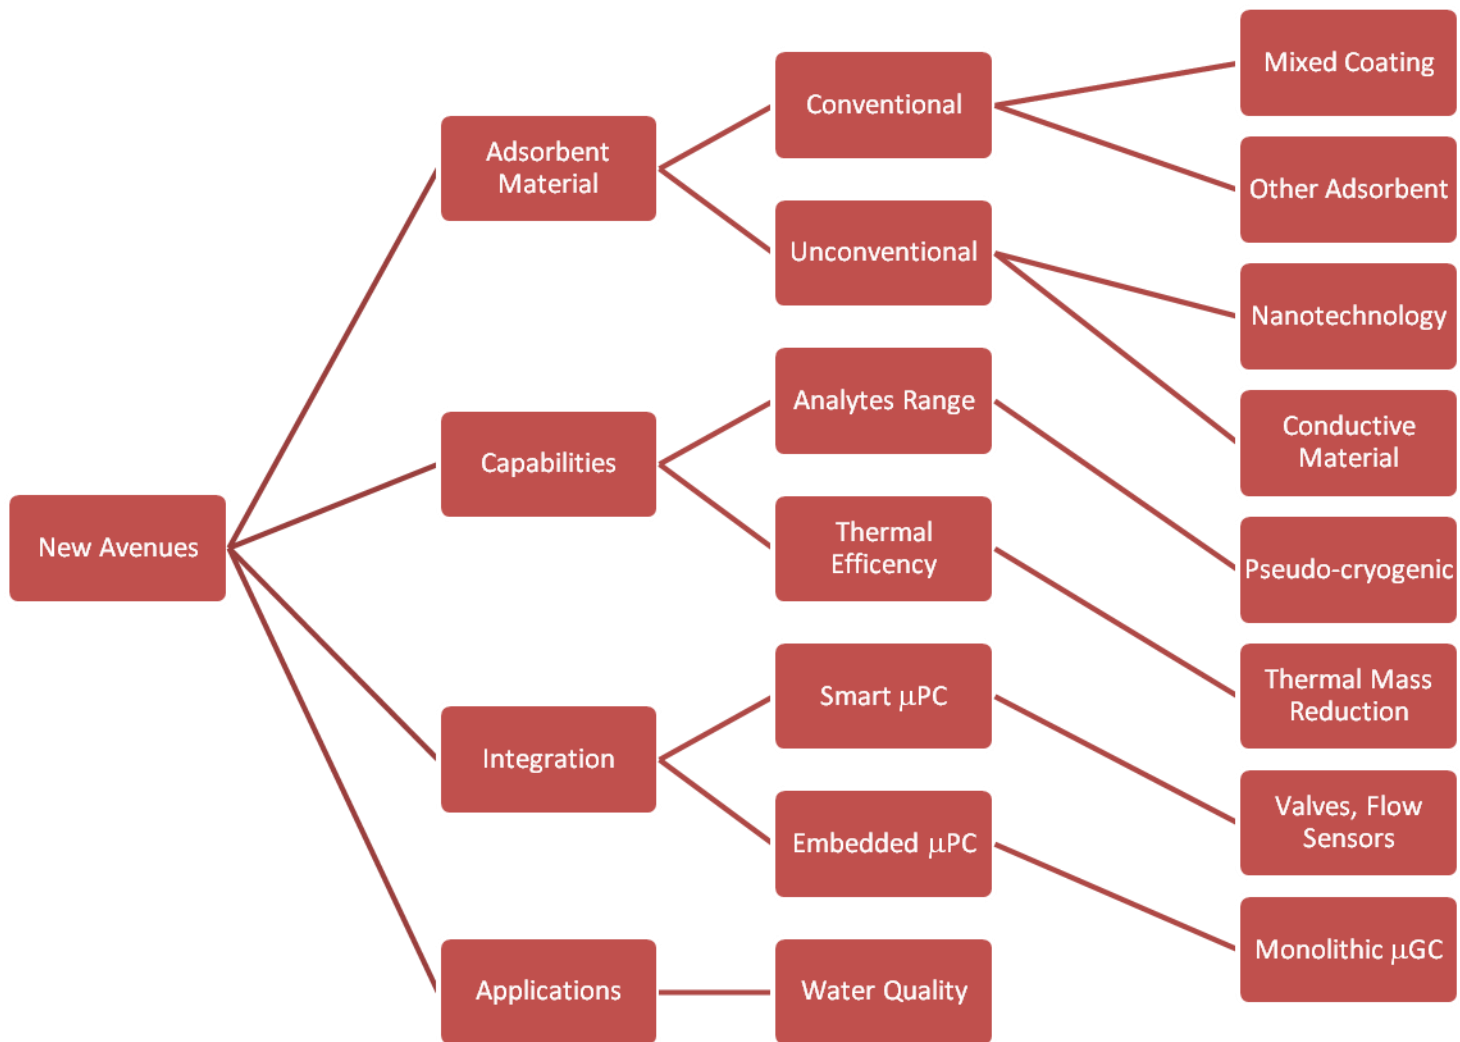 New Avenues
Adsorbent
Material
Conventional
Mixed Coating
Other Adsorbent
Unconventional
Nanotechnology
Conductive
Material
Capabilities
Analytes Range
Pseudo-cryogenic
Thermal
Efficency
Thermal Mass
Reduction
Integration
Smart μPC
Valves, Flow
Sensors
Embedded μPC
Monolithic μGC
Applications
Water Quality